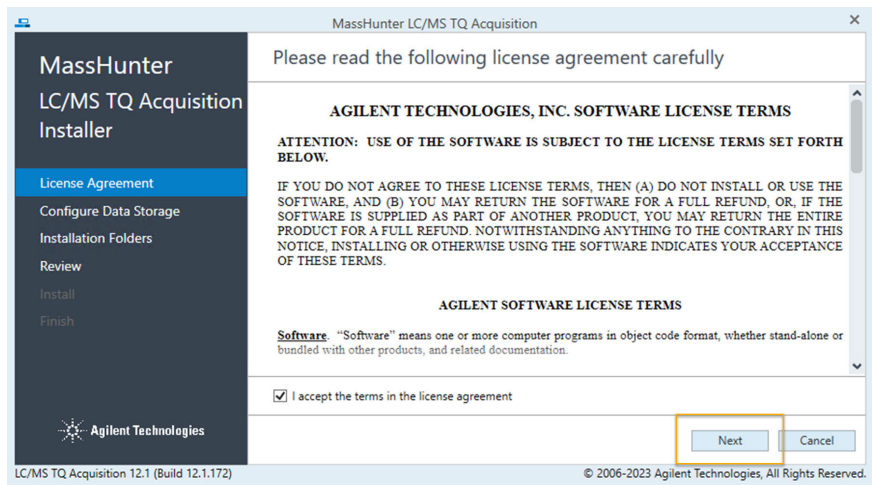 MassHunter LC/MS TQ Acquisition
MassHunter
LC/MS TQ Acquisition
Installer
License Agreement
Configure Data Storage
Installation Folders
Review
Install
Finish
Agilent Technologies
Please read the following license agreement carefully
AGILENT TECHNOLOGIES, INC. SOFTWARE LICENSE TERMS
ATTENTION: USE OF THE SOFTWARE IS SUBJECT TO THE LICENSE TERMS SET FORTH
BELOW.
IF YOU DO NOT AGREE TO THESE LICENSE TERMS, THEN (A) DO NOT INSTALL OR USE THE
SOFTWARE, AND (B) YOU MAY RETURN THE SOFTWARE FOR A FULL REFUND, OR, IF THE
SOFTWARE IS SUPPLIED AS PART OF ANOTHER PRODUCT, YOU MAY RETURN THE ENTIRE
PRODUCT FOR A FULL REFUND. NOTWITHSTANDING ANYTHING TO THE CONTRARY IN THIS
NOTICE, INSTALLING OR OTHERWISE USING THE SOFTWARE INDICATES YOUR ACCEPTANCE
OF THESE TERMS.
AGILENT SOFTWARE LICENSE TERMS
Software. “Software” means one or more computer programs in object code format, whether stand-alone or
bundled with other products, and related documentation.
I accept the terms in the license agreement
Next
Cancel
LC/MS TQ Acquisition 12.1 (Build 12.1.172)
© 2006-2023 Agilent Technologies, All Rights Reserved.